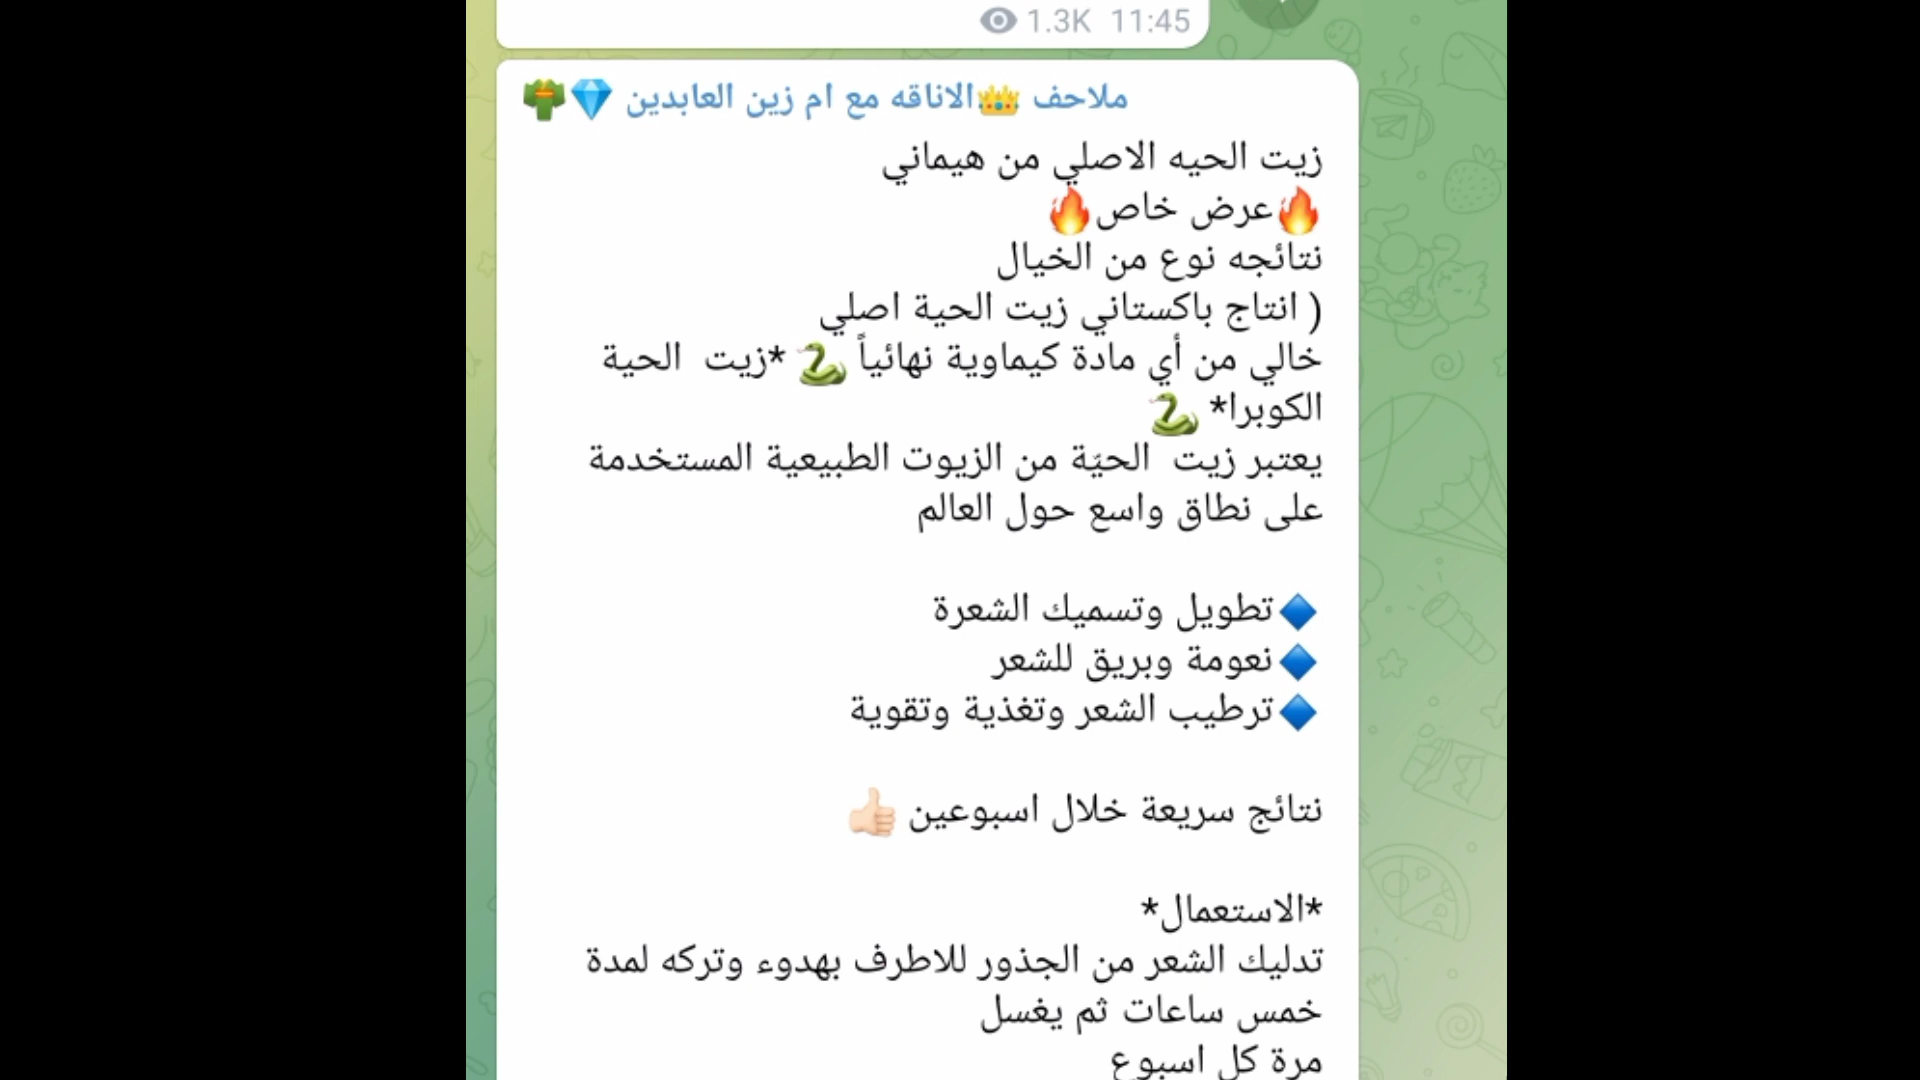 1.3K 11:45
ملاحف 👑الاناقه مع ام زين العابدين 💎🌴
زيت الحيه الاصلي من هيماني
🔥عرض خاص🔥
نتائجه نوع من الخيال
( انتاج باكستاني زيت الحية اصلي
خالي من أي مادة كيماوية نهائياً 🐍 *زيت الحية
الكوبرا* 🐍
يعتبر زيت الحيّة من الزيوت الطبيعية المستخدمة
على نطاق واسع حول العالم
🔷تطويل وتسميك الشعرة
🔷نعومة وبريق للشعر
🔷ترطيب الشعر وتغذية وتقوية
نتائج سريعة خلال اسبوعين 👍🏻
*الاستعمال*
تدليك الشعر من الجذور للاطرف بهدوء وتركه لمدة
خمس ساعات ثم يغسل
مرة كل اسبوع